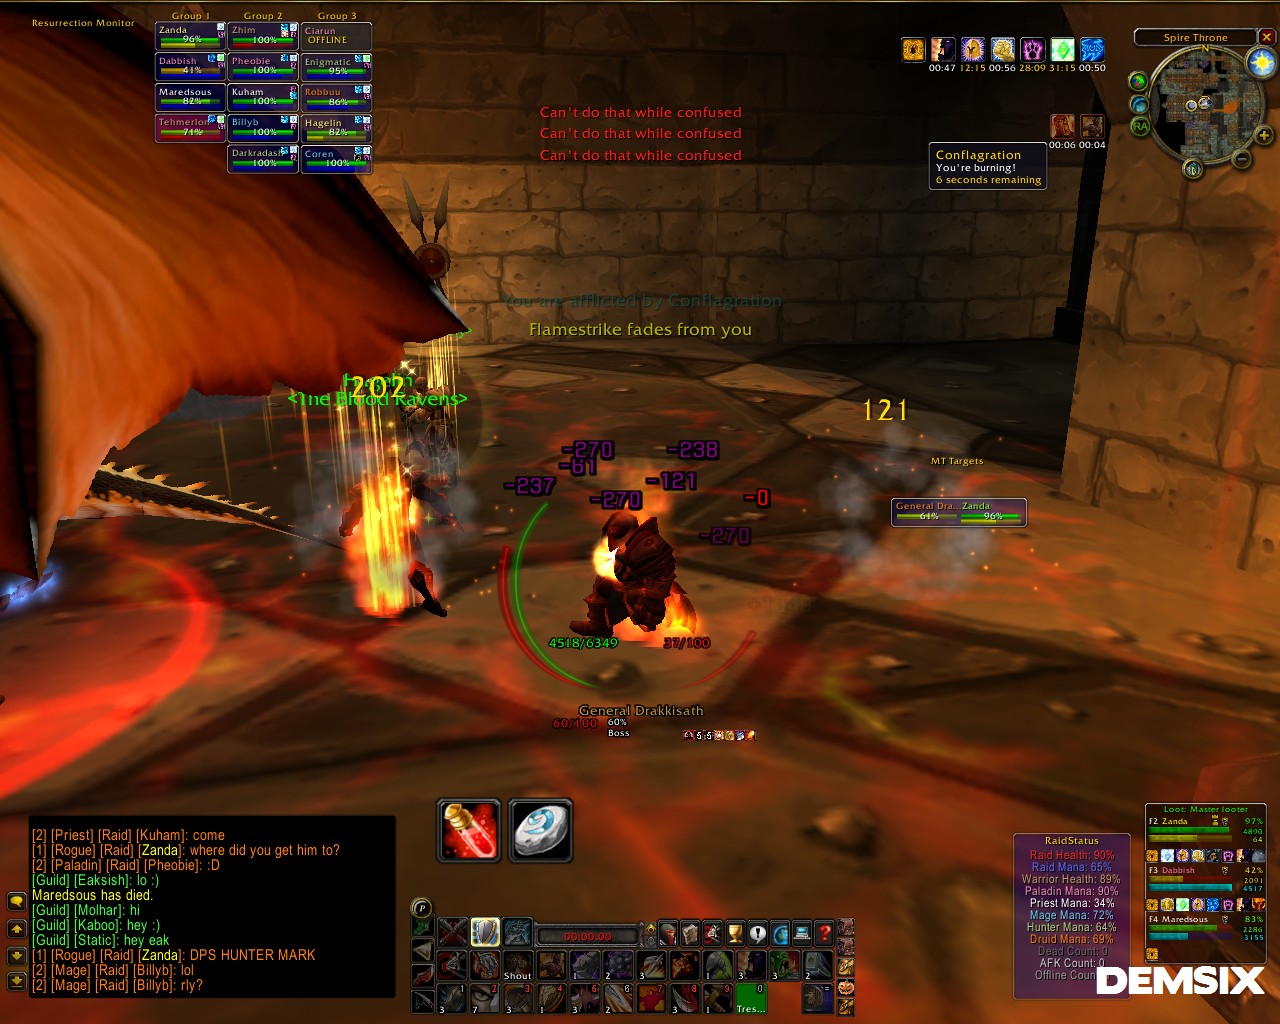 Resurrection Monitor
Group 1
Group 2
Group 3
Zanda
96%
Zhim
100%
Ciarun
OFFLINE
Dabbish
41%
Pheobie
100%
Enigmatic
95%
Maredsous
82%
Kuham
100%
Robbuu
86%
Tehmerlon
71%
Billyb
100%
Hagelin
82%
Darkradash
100%
Coren
100%
00:47 12:15 00:56 28:09 31:15 00:50
Spire Throne
N
RA
00:06 00:04
Conflagration
You're burning!
6 seconds remaining
Can't do that while confused
Can't do that while confused
Can't do that while confused
You are afflicted by Conflagration
Flamestrike fades from you
Hagelin
202
<The Blood Ravens>
121
-270
-238
-61
-237
-121
-270
-0
-270
MT Targets
General Dra...
61%
Zanda
96%
4518/6349
37/100
General Drakkisath
60/100
60%
Boss
[2] [Priest] [Raid] [Kuham]: come
[1] [Rogue] [Raid] [Zanda]: where did you get him to?
[2] [Paladin] [Raid] [Pheobie]: :D
[Guild] [Eaksish]: lo :)
Maredsous has died.
[Guild] [Molhar]: hi
[Guild] [Kaboo]: hey :)
[Guild] [Static]: hey eak
[1] [Rogue] [Raid] [Zanda]: DPS HUNTER MARK
[2] [Mage] [Raid] [Billyb]: lol
[2] [Mage] [Raid] [Billyb]: rly?
P
00:00:00
Shout
Tres...
RaidStatus
Raid Health: 90%
Raid Mana: 65%
Warrior Health: 89%
Paladin Mana: 90%
Priest Mana: 34%
Mage Mana: 72%
Hunter Mana: 64%
Druid Mana: 69%
Dead Count: 0
AFK Count: 0
Offline Count:
Loot: Master looter
F2 Zanda
97%
4890
64
F3 Dabbish
42%
2091
4517
F4 Maredsous
83%
2286
3155
DEMSIX